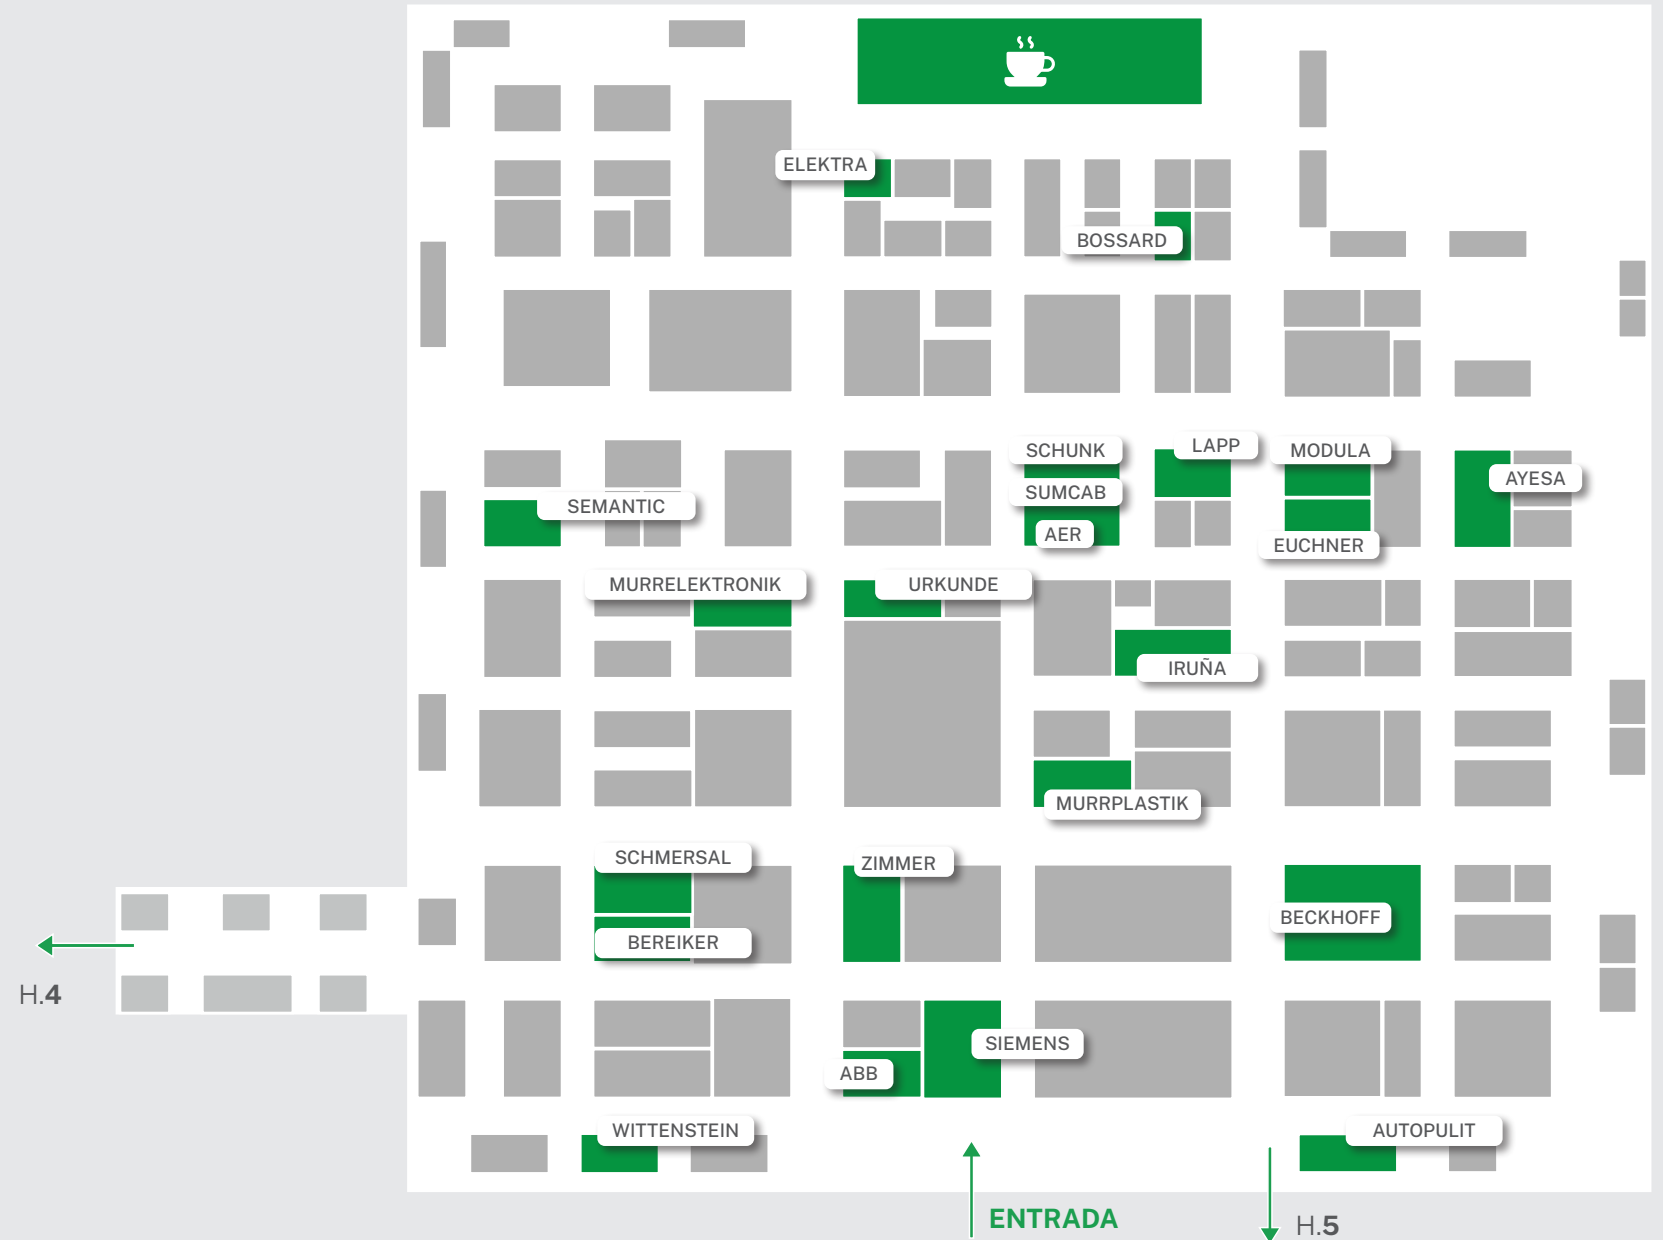 ELEKTRA
BOSSARD
SCHUNK
LAPP
MODULA
AYESA
SUMCAB
SEMANTIC
AER
EUCHNER
MURRELEKTRONIK
URKUNDE
IRUÑA
MURRPLASTIK
SCHMERSAL
ZIMMER
BECKHOFF
BEREIKER
H.4
SIEMENS
ABB
WITTENSTEIN
AUTOPULIT
ENTRADA
H.5